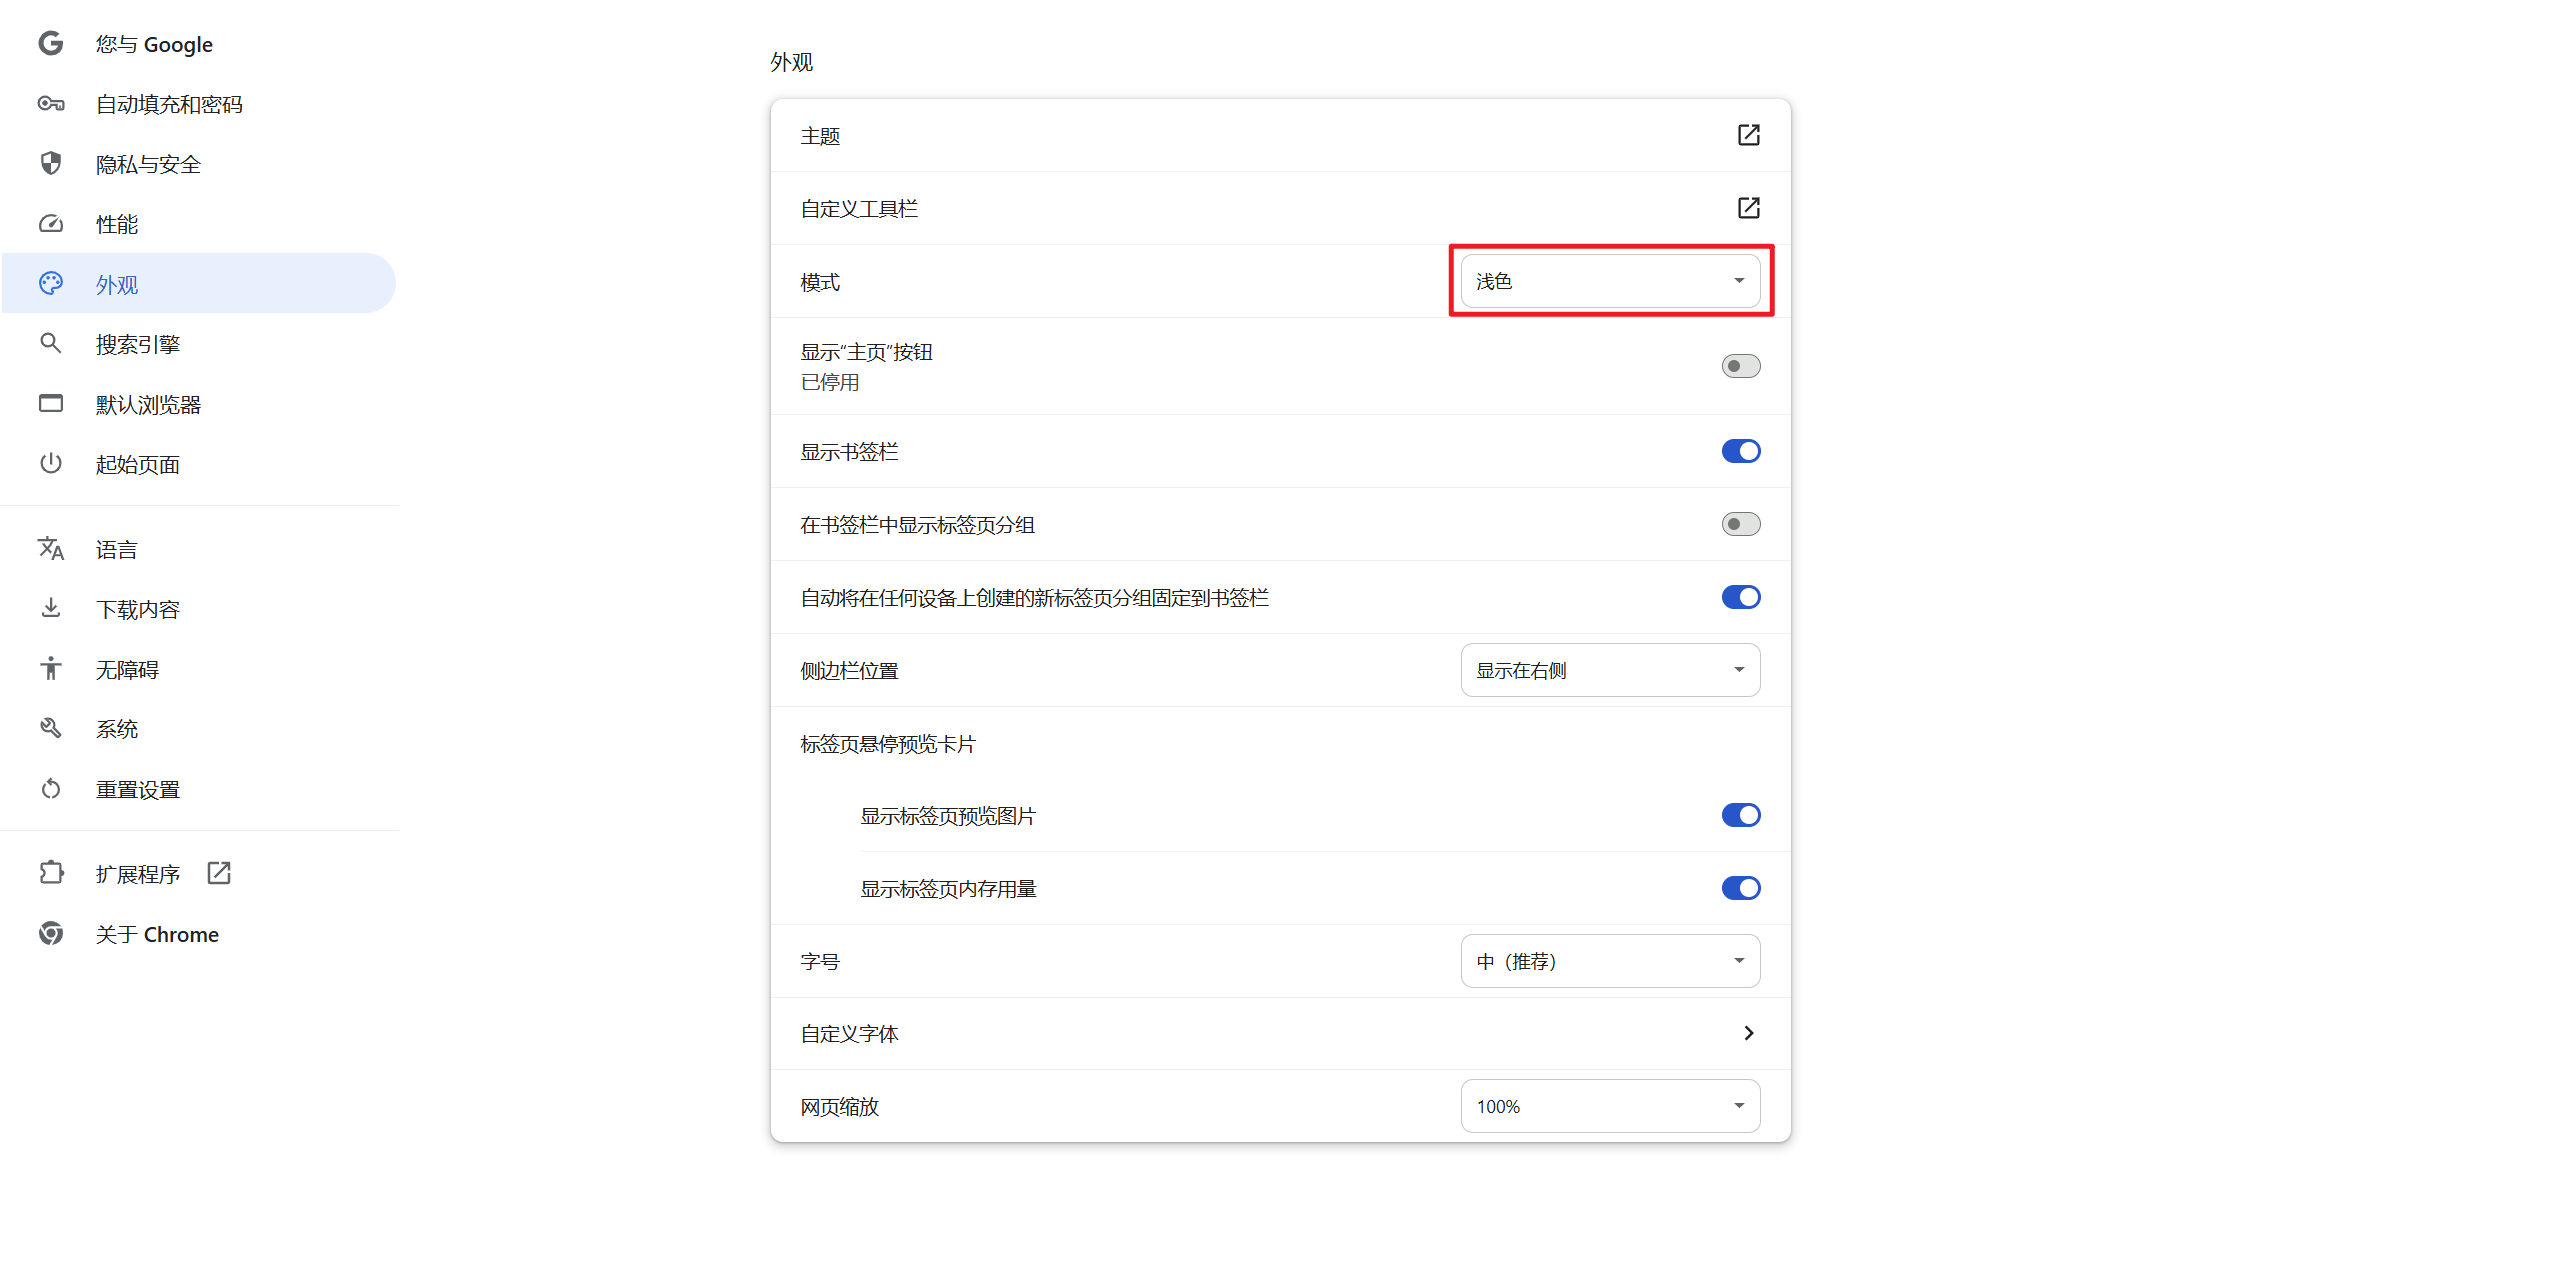 您与 Google
自动填充和密码
隐私与安全
性能
外观
搜索引擎
默认浏览器
起始页面
语言
下载内容
无障碍
系统
重置设置
扩展程序
关于 Chrome
外观
主题
自定义工具栏
模式
浅色
显示“主页”按钮
已停用
显示书签栏
在书签栏中显示标签页分组
自动将在任何设备上创建的新标签页分组固定到书签栏
侧边栏位置
显示在右侧
标签页悬停预览卡片
显示标签页预览图片
显示标签页内存用量
字号
中（推荐）
自定义字体
网页缩放
100%